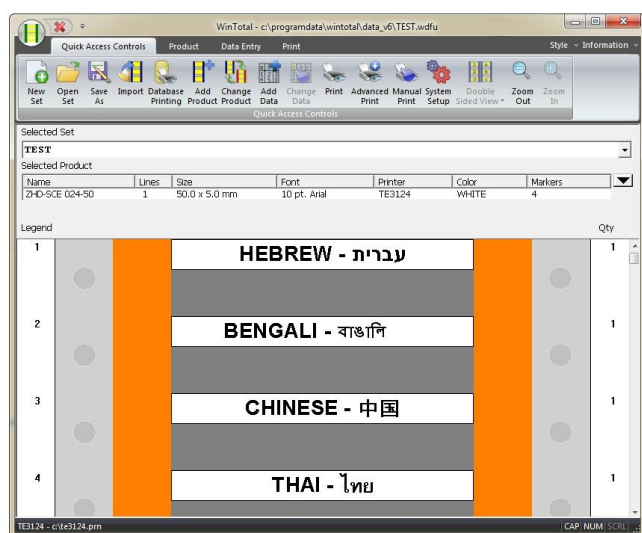 WinTotal - c:\programdata\wintotal\data_v6\TEST.wdfu
Quick Access Controls Product Data Entry Print Style Information
New Set Open Set Save As Import Database Printing Add Product Change Product Add Data Change Data Print Advanced Print Manual Print System Setup Double Sided View Zoom Out Zoom In
Quick Access Controls
Selected Set
TEST
Selected Product
Name Lines Size Font Printer Color Markers
ZHD-SCE 024-50 1 50.0 x 5.0 mm 10 pt. Arial TE3124 WHITE 4
Legend Qty
1 HEBREW - עברית 1
2 BENGALI - বাঙালি 1
3 CHINESE - 中国 1
4 THAI - ไทย 1
TE3124 - c:\te3124.prn CAP NUM SCRL